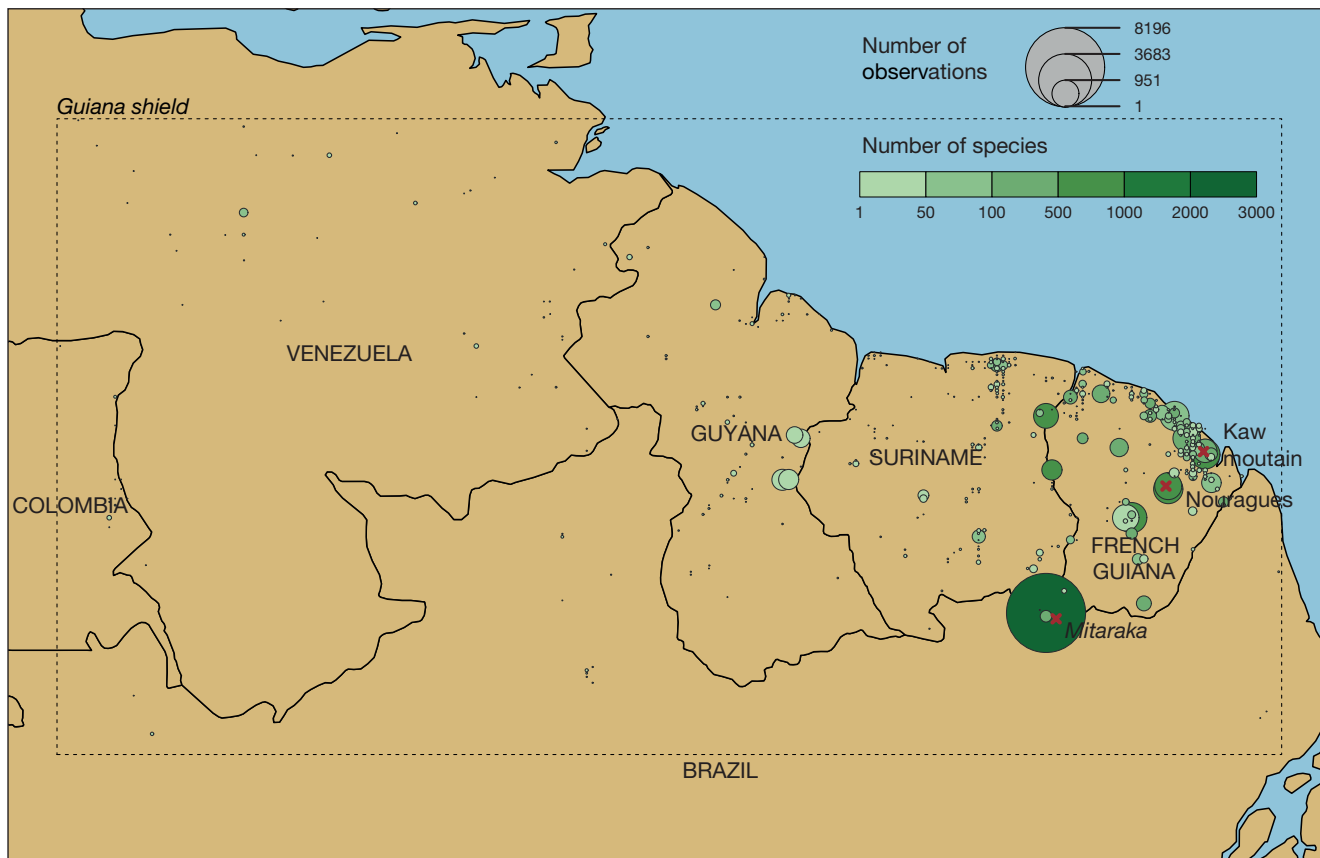 Number of
observations
8196
3683
951
1
Guiana shield
Number of species
1 50 100 500 1000 2000 3000
VENEZUELA
GUYANA
SURINAME
Kaw
moutain
COLOMBIA
Nouragues
FRENCH
GUIANA
Mitaraka
BRAZIL